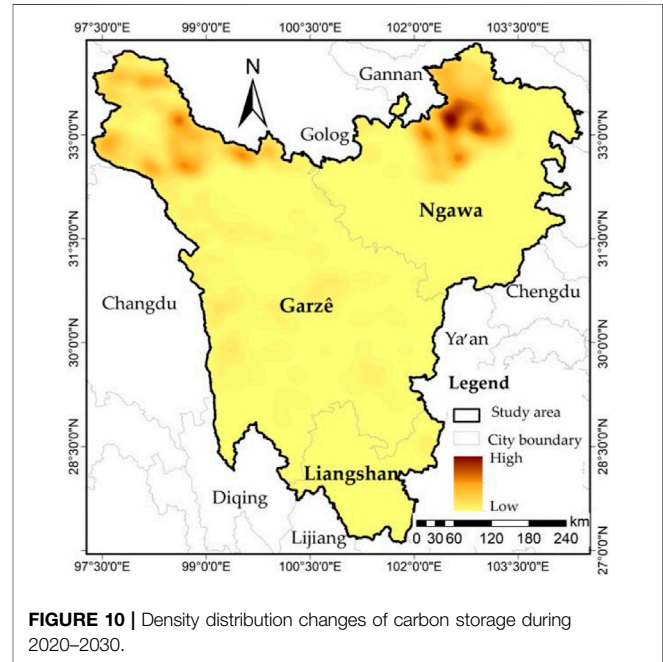 97°30'0"E 99°0'0"E 100°30'0"E 102°0'0"E 103°30'0"E
N
Gannan
Golog
33°0'0"N
33°0'0"N
Ngawa
31°30'0"N
31°30'0"N
Chengdu
Changdu
Garzê
Ya'an
30°0'0"N
30°0'0"N
Legend
Study area
City boundary
High
Low
28°30'0"N
28°30'0"N
Liangshan
Diqing
Lijiang
km
0 30 60 120 180 240
27°0'0"N
97°30'0"E 99°0'0"E 100°30'0"E 102°0'0"E 103°30'0"E
FIGURE 10 | Density distribution changes of carbon storage during
2020–2030.